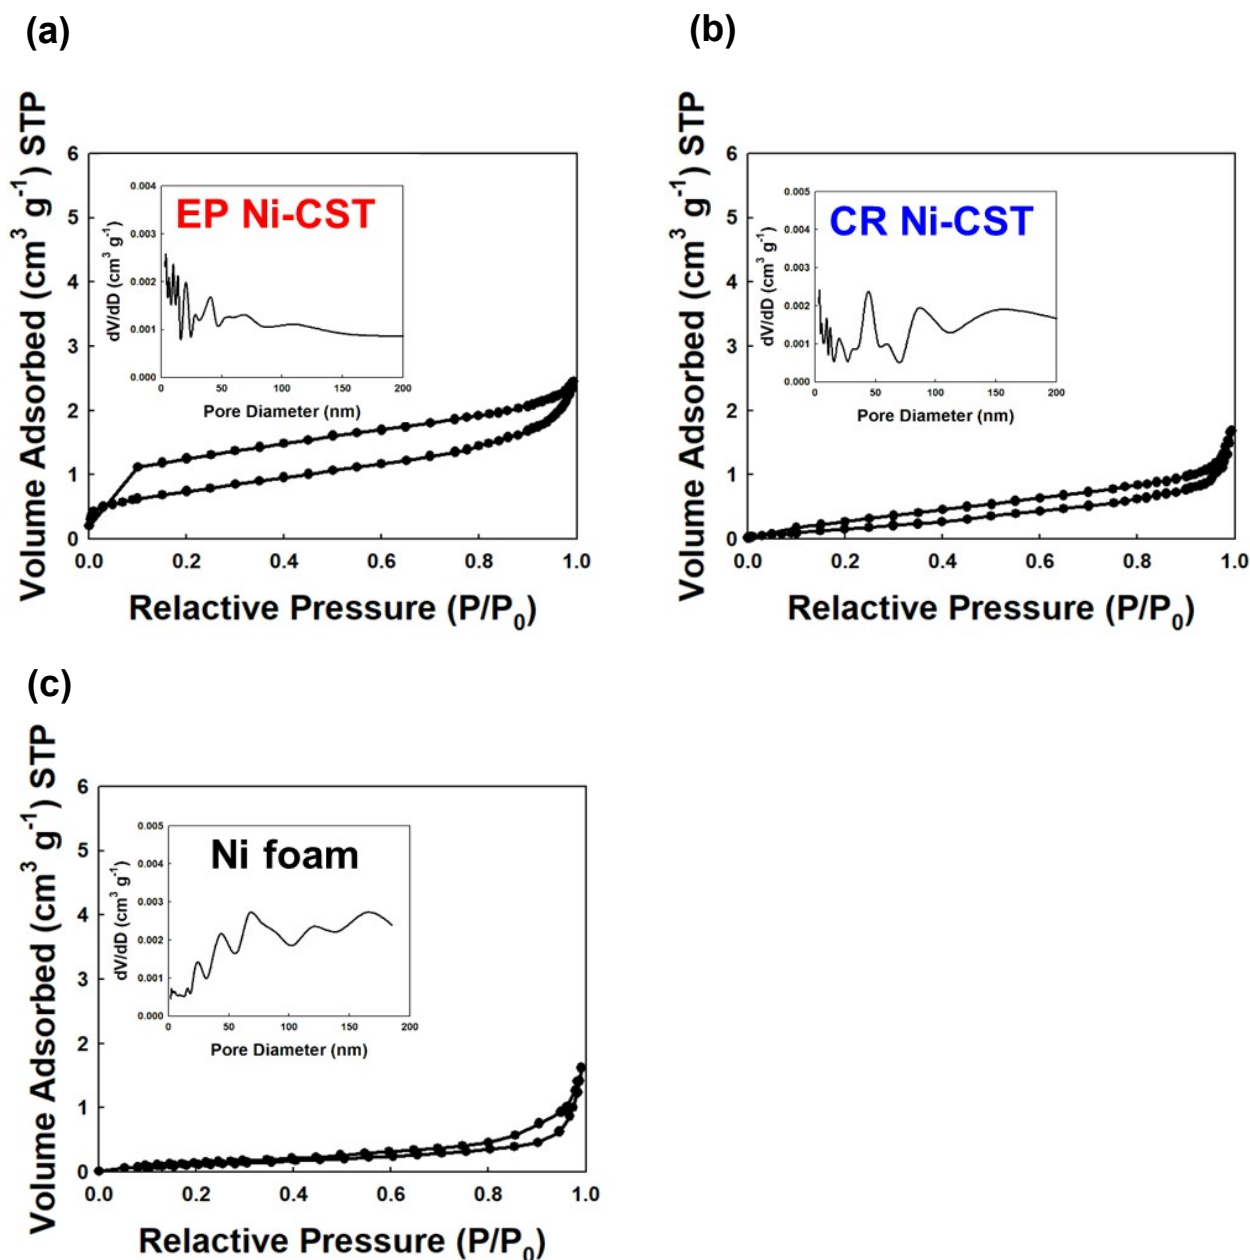 (a)
Volume Adsorbed (cm³ g⁻¹) STP
6
5
4
3
2
1
0
0.0 0.2 0.4 0.6 0.8 1.0
Relactive Pressure (P/P₀)
EP Ni-CST
dV/dD (cm³ g⁻¹)
0.004
0.003
0.002
0.001
0.000
0 50 100 150 200
Pore Diameter (nm)
(b)
Volume Adsorbed (cm³ g⁻¹) STP
6
5
4
3
2
1
0
0.0 0.2 0.4 0.6 0.8 1.0
Relactive Pressure (P/P₀)
CR Ni-CST
dV/dD (cm³ g⁻¹)
0.005
0.004
0.003
0.002
0.001
0.000
0 50 100 150 200
Pore Diameter (nm)
(c)
Volume Adsorbed (cm³ g⁻¹) STP
6
5
4
3
2
1
0
0.0 0.2 0.4 0.6 0.8 1.0
Relactive Pressure (P/P₀)
Ni foam
dV/dD (cm³ g⁻¹)
0.005
0.004
0.003
0.002
0.001
0.000
0 50 100 150 200
Pore Diameter (nm)